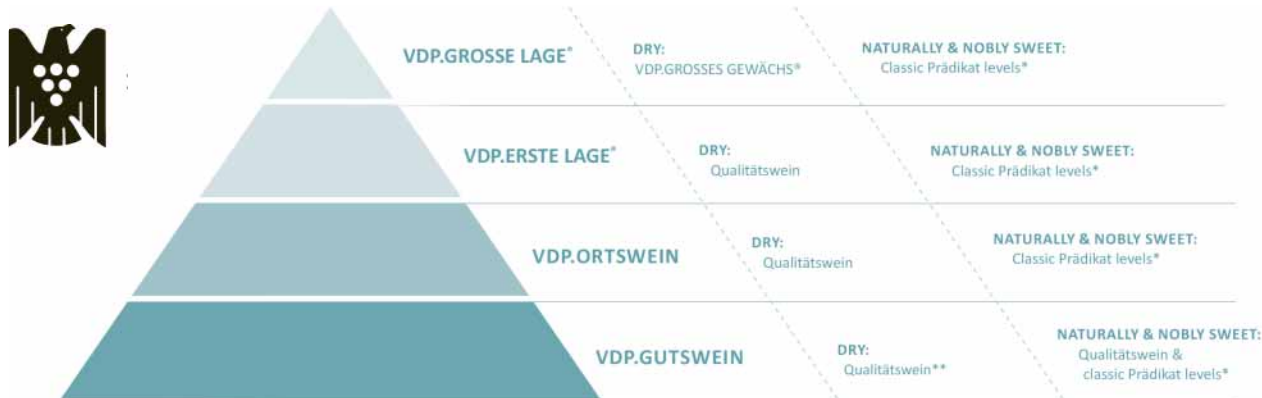 VDP.GROSSE LAGE®
DRY:
VDP.GROSSES GEWÄCHS®
NATURALLY & NOBLY SWEET:
Classic Prädikat levels*
VDP.ERSTE LAGE®
DRY:
Qualitätswein
NATURALLY & NOBLY SWEET:
Classic Prädikat levels*
VDP.ORTSWEIN
DRY:
Qualitätswein
NATURALLY & NOBLY SWEET:
Classic Prädikat levels*
VDP.GUTSWEIN
DRY:
Qualitätswein**
NATURALLY & NOBLY SWEET:
Qualitätswein &
classic Prädikat levels*